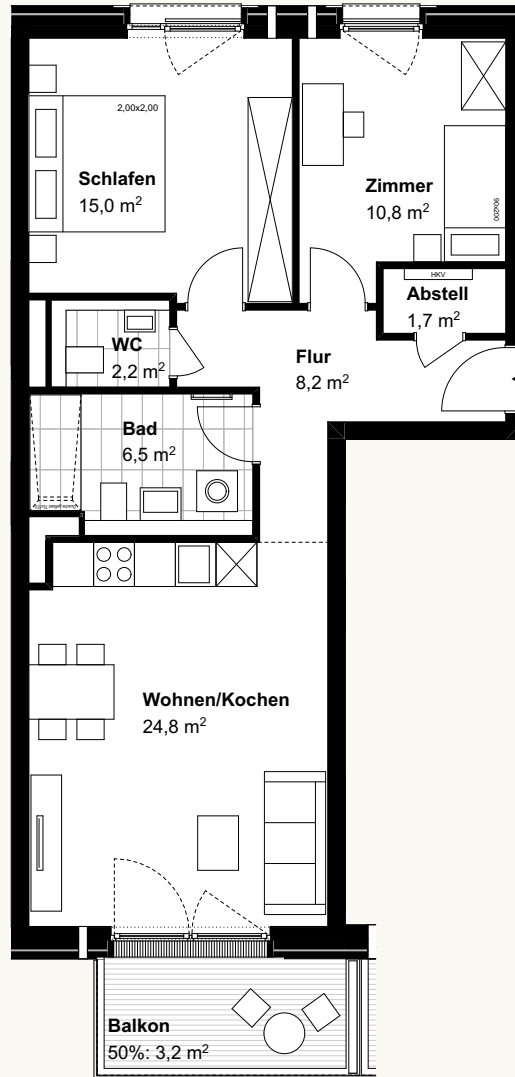 2,00x2,00
Schlafen
15,0 m²
Zimmer
10,8 m²
90x200
HKV
Abstell
1,7 m²
WC
2,2 m²
Flur
8,2 m²
Bad
6,5 m²
Wohnen/Kochen
24,8 m²
Balkon
50%: 3,2 m²